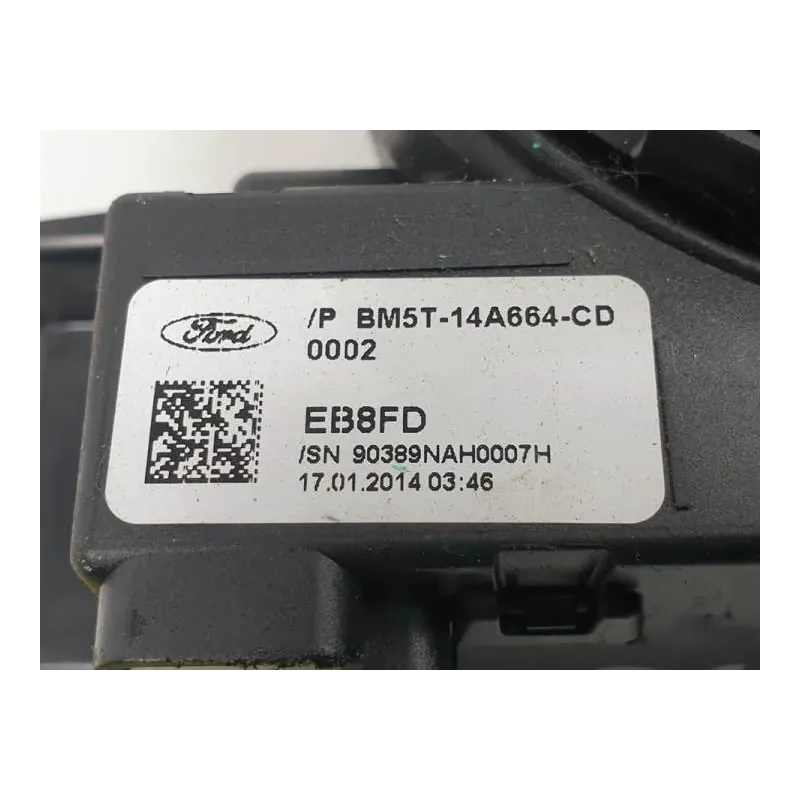 Ford
/P BM5T-14A664-CD
0002
EB8FD
/SN 90389NAH0007H
17.01.2014 03:46